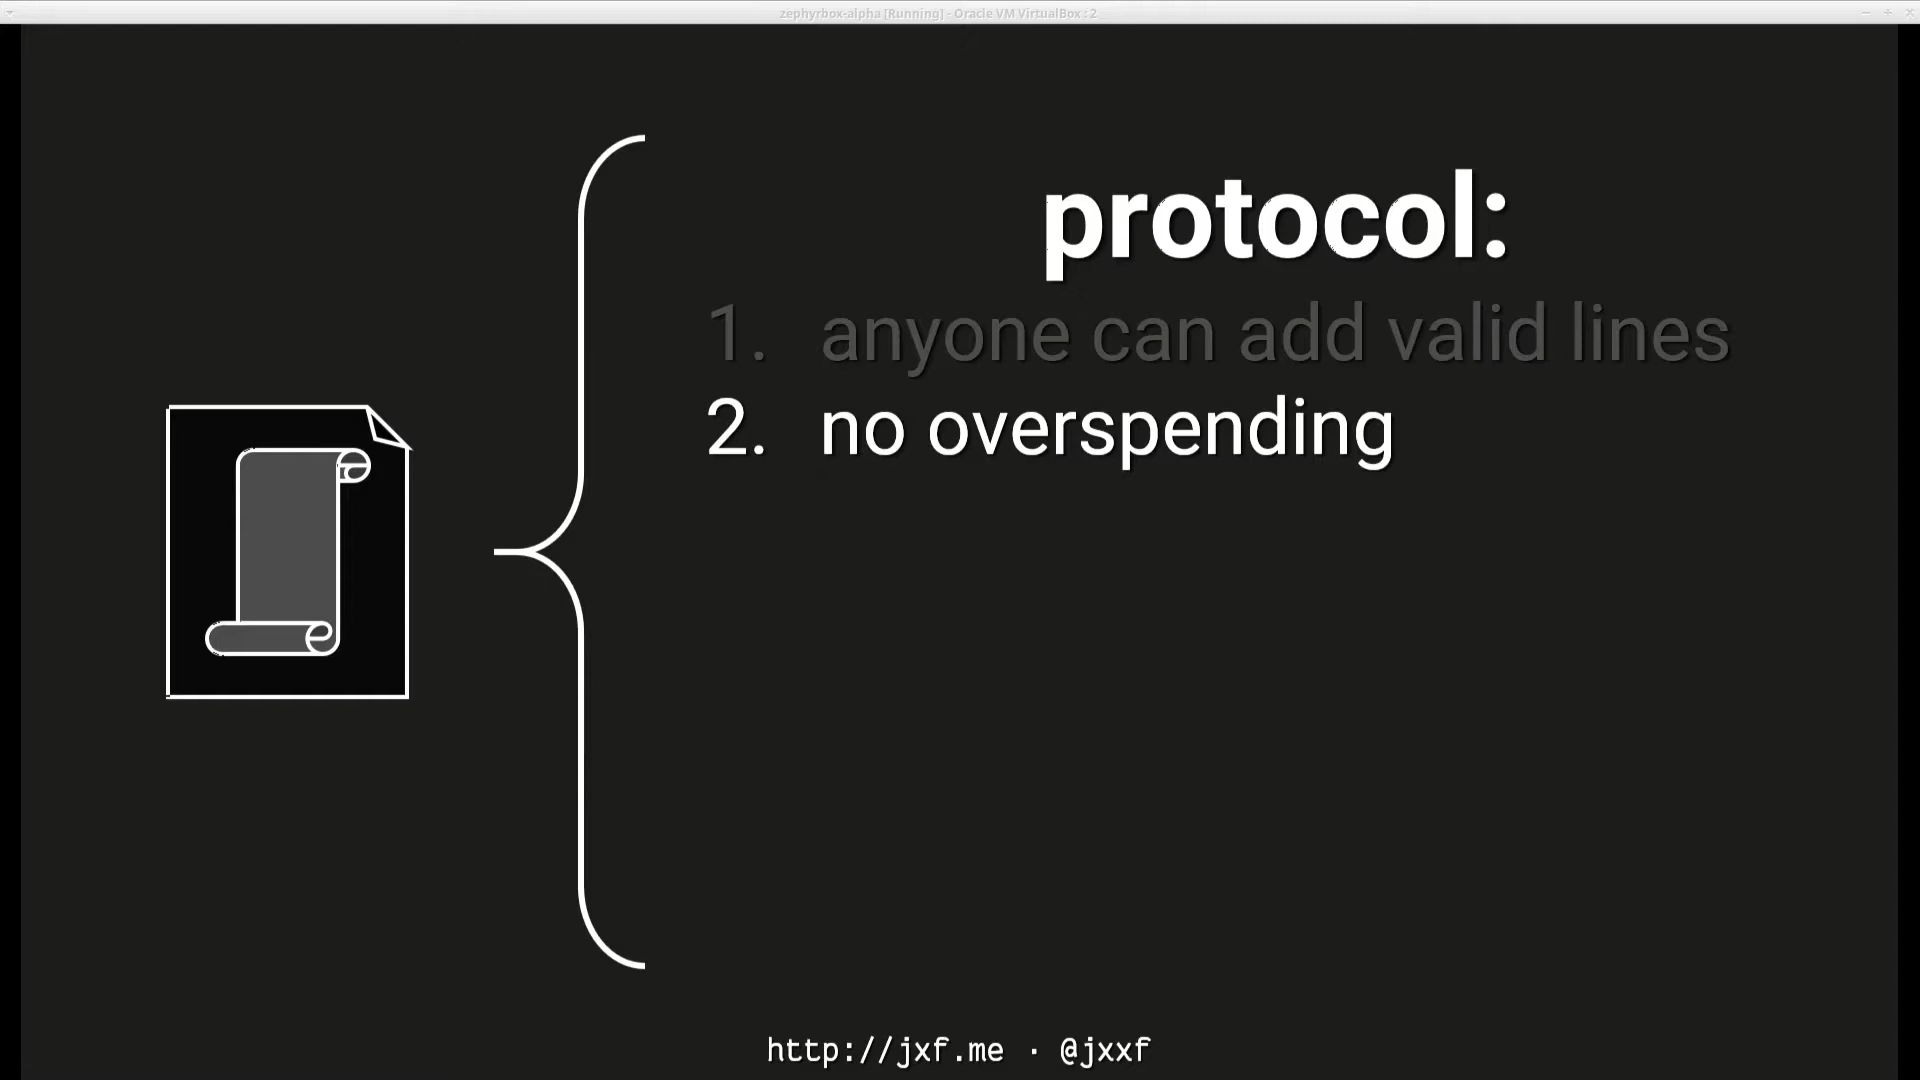 zephyrbox-alpha [Running] - Oracle VM VirtualBox : 2
protocol:
1. anyone can add valid lines
2. no overspending
http://jxf.me · @jxxf